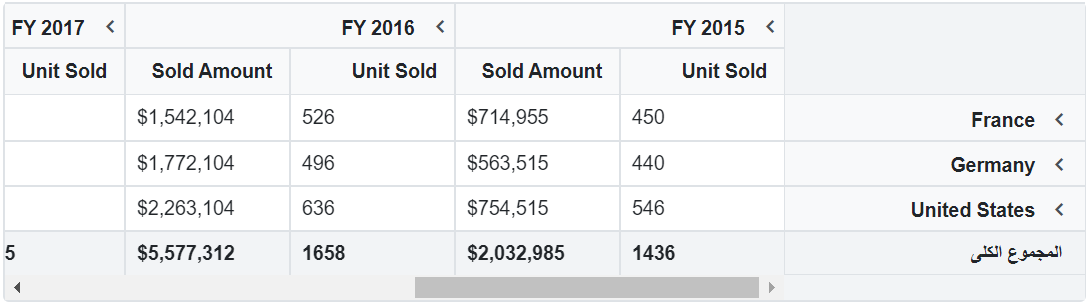 FY 2015 FY 2016 FY 2017
Unit Sold Sold Amount Unit Sold Sold Amount Unit Sold
France 450 $714,955 526 $1,542,104
Germany 440 $563,515 496 $1,772,104
United States 546 $754,515 636 $2,263,104
المجموع الكلى 1436 $2,032,985 1658 $5,577,312 5